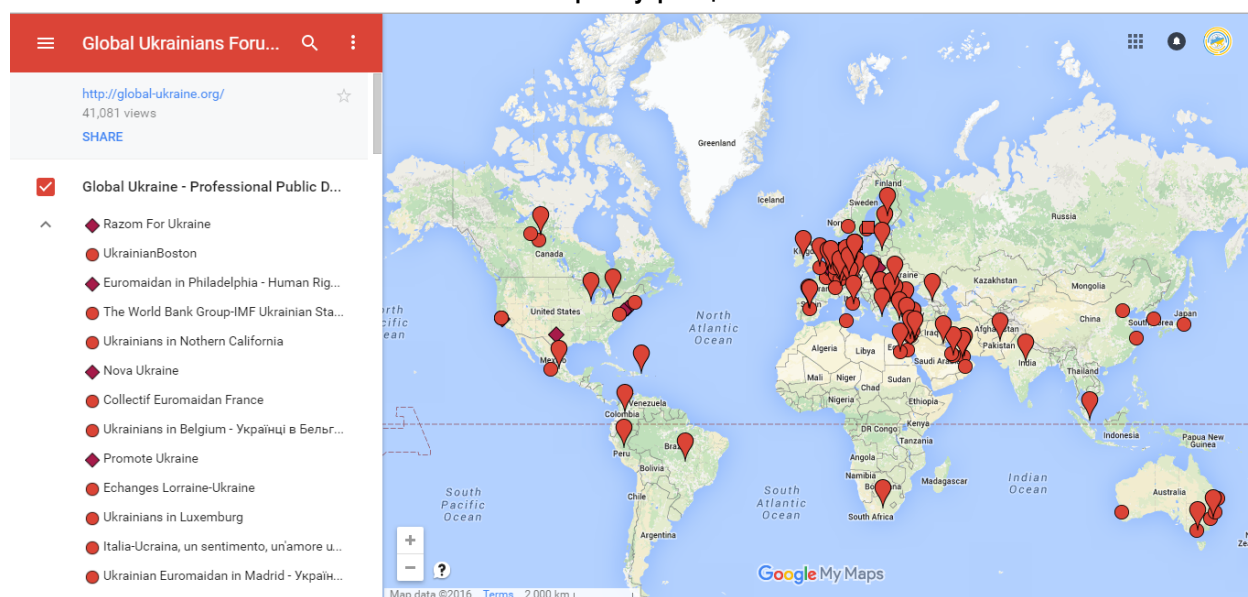 Global Ukrainians Foru...
http://global-ukraine.org/
41,081 views
SHARE
Global Ukraine - Professional Public D...
Razom For Ukraine
UkrainianBoston
Euromaidan in Philadelphia - Human Rig...
The World Bank Group-IMF Ukrainian Sta...
Ukrainians in Nothern California
Nova Ukraine
Collectif Euromaidan France
Ukrainians in Belgium - Українці в Бельг...
Promote Ukraine
Echanges Lorraine-Ukraine
Ukrainians in Luxemburg
Italia-Ucraina, un sentimento, un'amore u...
Ukrainian Euromaidan in Madrid - Україн...
Greenland
Iceland
Finland
Sweden
Russia
Canada
Kazakhstan
Mongolia
United States
North
Atlantic
Ocean
China
Japan
Algeria
Libya
Iraq
Pakistan
India
Mali
Niger
Chad
Sudan
Thailand
Nigeria
Ethiopia
Venezuela
Colombia
DR Congo
Kenya
Tanzania
Indonesia
Papua New
Guinea
Peru
Bolivia
Angola
Namibia
Madagascar
Indian
Ocean
Australia
South
Pacific
Ocean
Chile
South
Atlantic
Ocean
South Africa
Argentina
+
−
?
Google My Maps
Map data ©2016 Terms 2,000 km